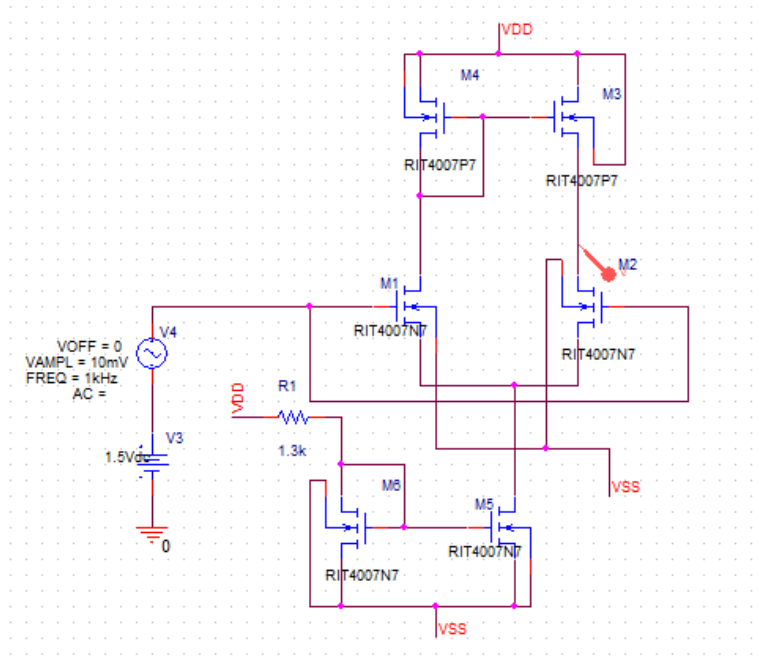 VDD
M4
M3
RIT4007P7
RIT4007P7
M2
M1
RIT4007N7
RIT4007N7
V4
VOFF = 0
VAMPL = 10mV
FREQ = 1kHz
AC =
VDD
R1
1.3k
V3
1.5Vdc
0
M6
M5
RIT4007N7
RIT4007N7
VSS
VSS